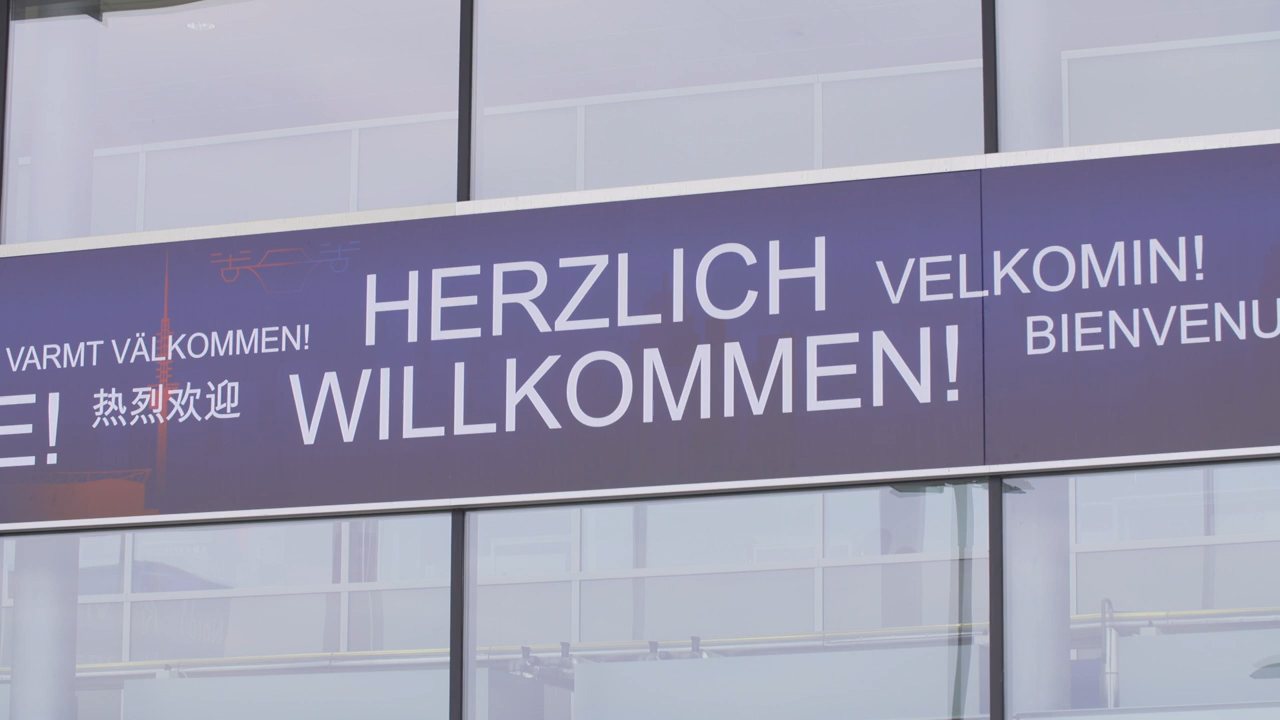 VARMT VÄLKOMMEN!
E!
热烈欢迎
HERZLICH
WILLKOMMEN!
VELKOMIN!
BIENVENU